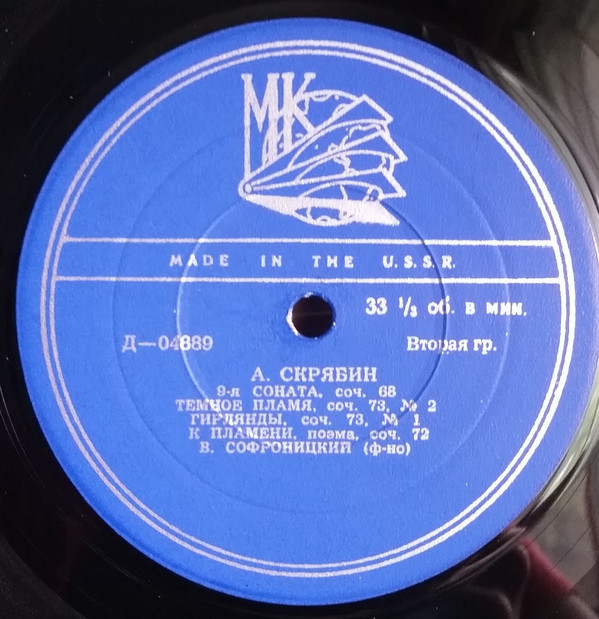 МК
MADE IN THE U.S.S.R.
33 1/3 об. в мин.
Д—04889 Вторая гр.
А. СКРЯБИН
9-я СОНАТА, соч. 68
ТЕМНОЕ ПЛАМЯ, соч. 73, № 2
ГИРЛЯНДЫ, соч. 73, № 1
К ПЛАМЕНИ, поэма, соч. 72
В. СОФРОНИЦКИЙ (ф-но)